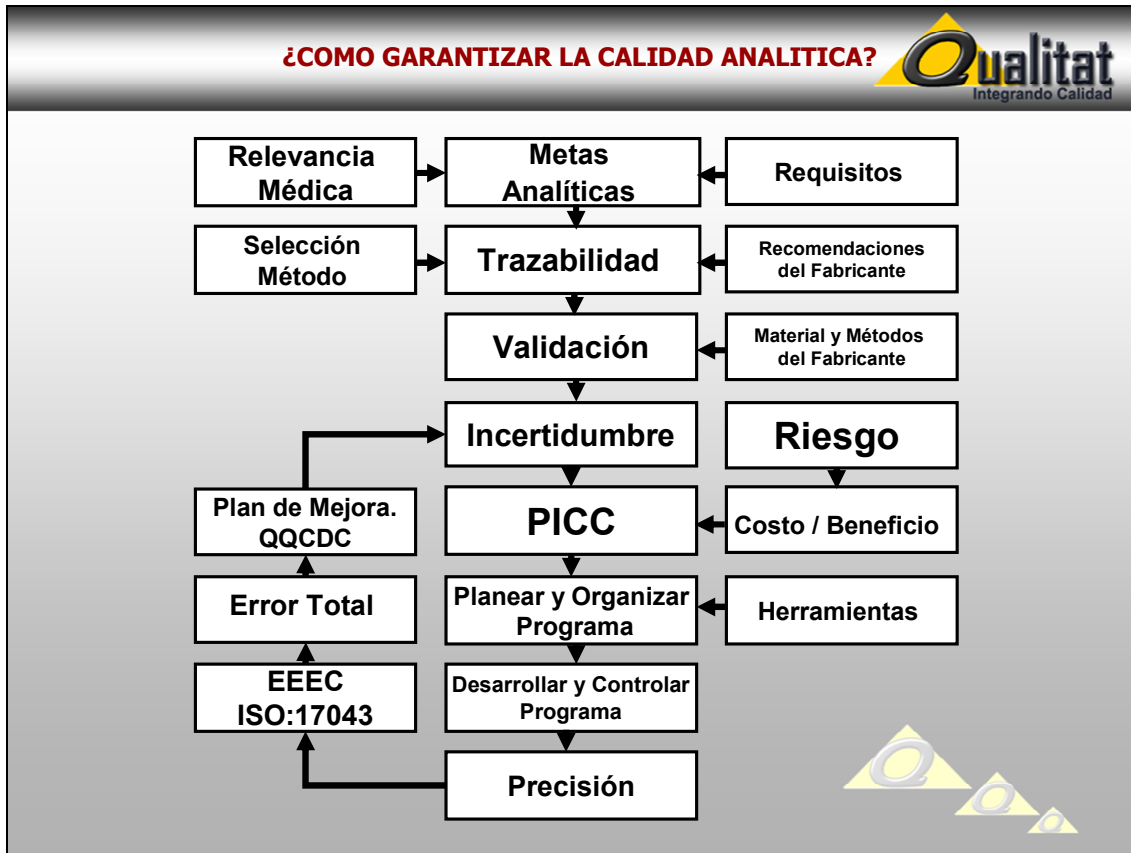 ¿COMO GARANTIZAR LA CALIDAD ANALITICA?
Qualitat
Integrando Calidad
Relevancia
Médica
Metas
Analíticas
Requisitos
Selección
Método
Trazabilidad
Recomendaciones
del Fabricante
Validación
Material y Métodos
del Fabricante
Incertidumbre
Riesgo
Plan de Mejora.
QQCDC
PICC
Costo / Beneficio
Error Total
Planear y Organizar
Programa
Herramientas
EEEC
ISO:17043
Desarrollar y Controlar
Programa
Precisión
Q
Q
Q